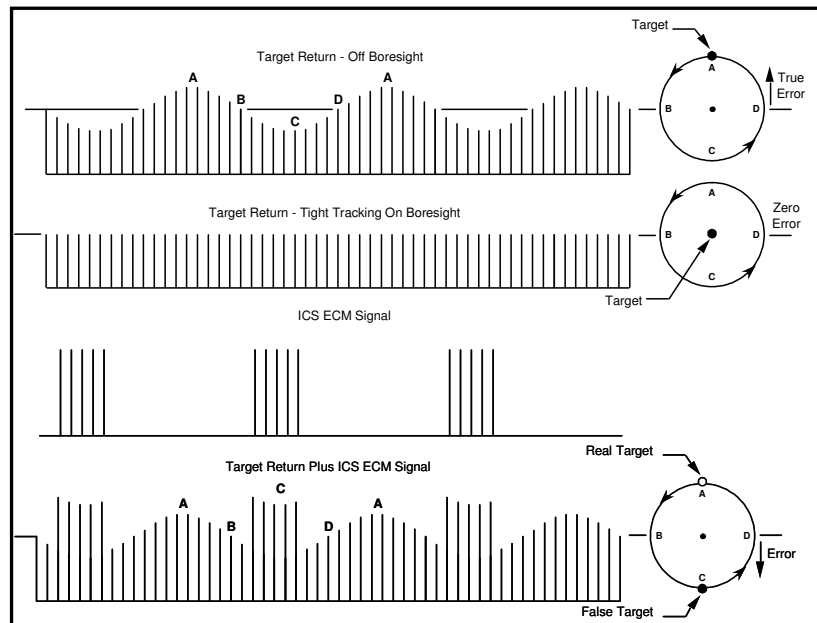 Target Return - Off Boresight
Target
A
B
C
D
A
A
B
C
D
True
Error
Target Return - Tight Tracking On Boresight
A
B
C
D
Zero
Error
Target
ICS ECM Signal
Target Return Plus ICS ECM Signal
Real Target
A
B
C
D
A
A
B
C
D
Error
False Target